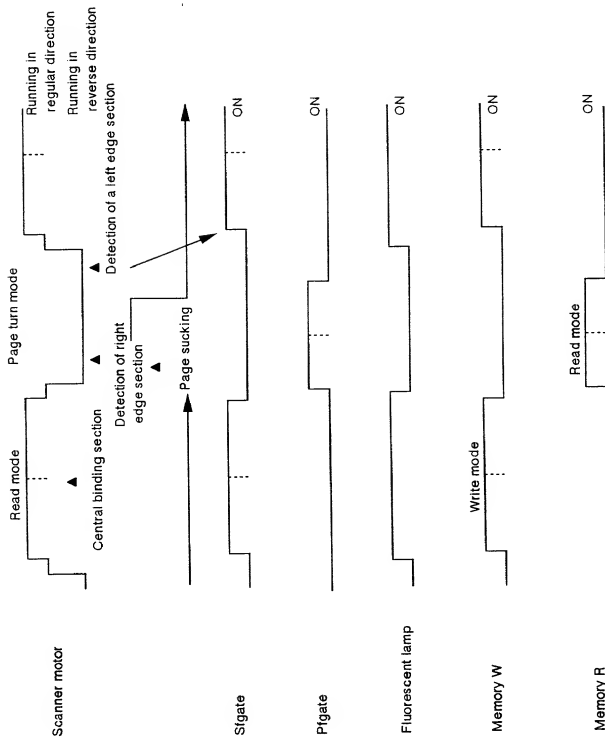 Scanner motor
Read mode
Page turn mode
Running in
regular direction
Running in
reverse direction
Central binding section
Detection of right
edge section
Page sucking
Detection of a left edge section
Sfgate
ON
Pfgate
ON
Fluorescent lamp
ON
Memory W
Write mode
ON
Memory R
Read mode
ON